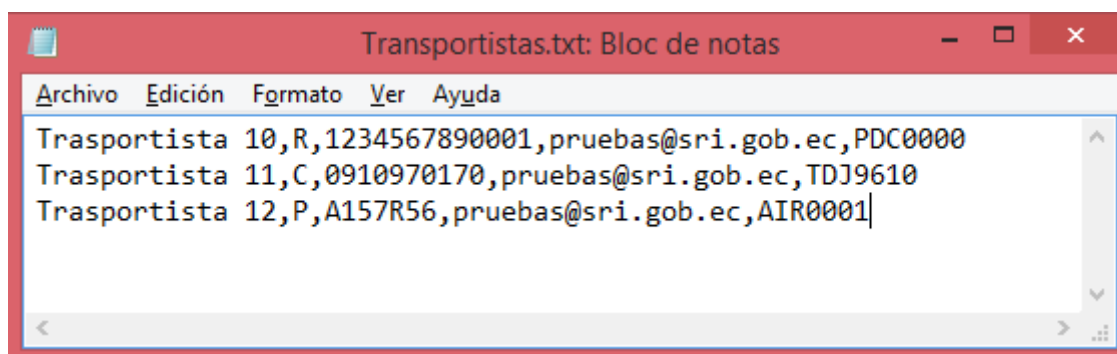 Transportistas.txt: Bloc de notas
Archivo Edición Formato Ver Ayuda
Trasportista 10,R,1234567890001,pruebas@sri.gob.ec,PDC0000
Trasportista 11,C,0910970170,pruebas@sri.gob.ec,TDJ9610
Trasportista 12,P,A157R56,pruebas@sri.gob.ec,AIR0001